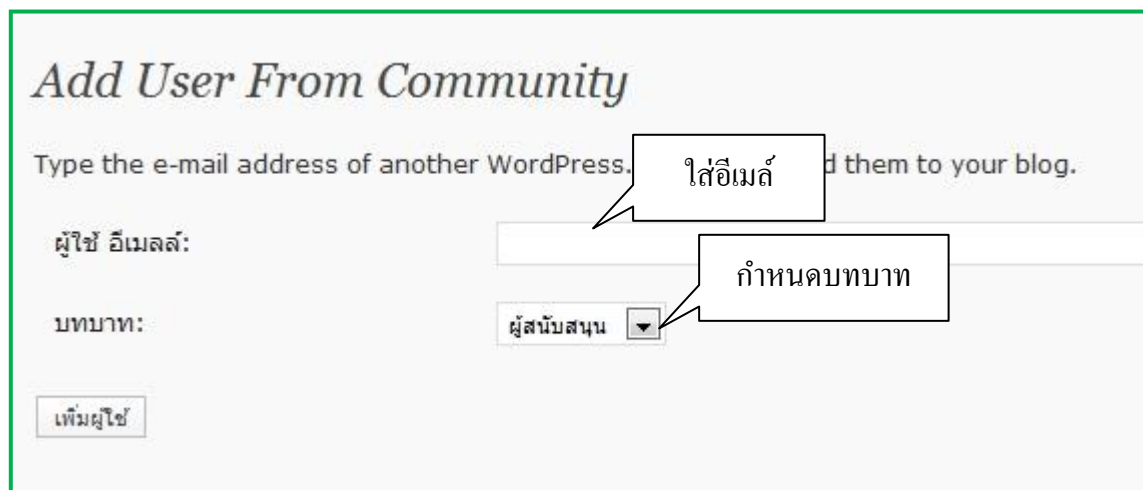 Add User From Community
Type the e-mail address of another WordPress. d them to your blog.
ใส่อีเมล์
ผู้ใช้ อีเมลล์:
กำหนดบทบาท
บทบาท:
ผู้สนับสนุน
เพิ่มผู้ใช้